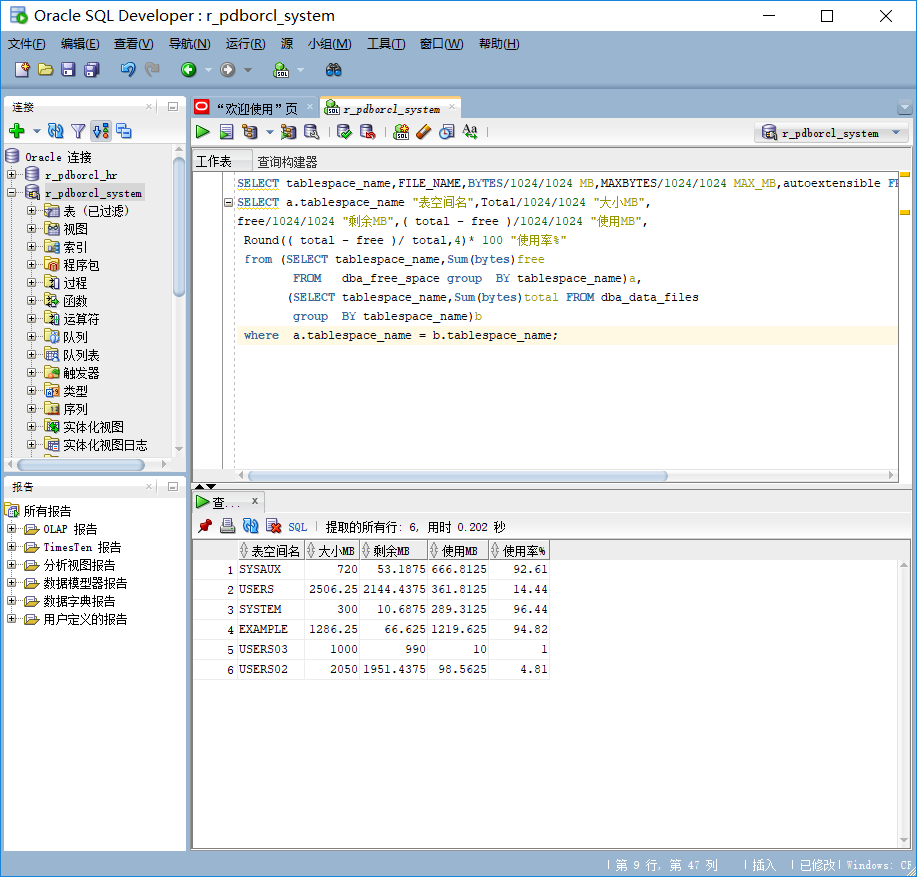 Oracle SQL Developer : r_pdborcl_system
文件(F) 编辑(E) 查看(V) 导航(N) 运行(R) 源 小组(M) 工具(T) 窗口(W) 帮助(H)
连接
Oracle 连接
r_pdborcl_hr
r_pdborcl_system
表 (已过滤)
视图
索引
程序包
过程
函数
运算符
队列
队列表
触发器
类型
序列
实体化视图
实体化视图日志
报告
所有报告
OLAP 报告
TimesTen 报告
分析视图报告
数据模型器报告
数据字典报告
用户定义的报告
“欢迎使用”页 r_pdborcl_system
r_pdborcl_system
工作表 查询构建器
SELECT tablespace_name,FILE_NAME,BYTES/1024/1024 MB,MAXBYTES/1024/1024 MAX_MB,autoextensible FR
SELECT a.tablespace_name "表空间名",Total/1024/1024 "大小MB",
free/1024/1024 "剩余MB",( total - free )/1024/1024 "使用MB",
Round(( total - free )/ total,4)* 100 "使用率%"
from (SELECT tablespace_name,Sum(bytes)free
FROM dba_free_space group BY tablespace_name)a,
(SELECT tablespace_name,Sum(bytes)total FROM dba_data_files
group BY tablespace_name)b
where a.tablespace_name = b.tablespace_name;
查...
SQL 提取的所有行: 6, 用时 0.202 秒
表空间名 大小MB 剩余MB 使用MB 使用率%
1 SYSAUX 720 53.1875 666.8125 92.61
2 USERS 2506.25 2144.4375 361.8125 14.44
3 SYSTEM 300 10.6875 289.3125 96.44
4 EXAMPLE 1286.25 66.625 1219.625 94.82
5 USERS03 1000 990 10 1
6 USERS02 2050 1951.4375 98.5625 4.81
第 9 行, 第 47 列 插入 已修改 Windows: CR